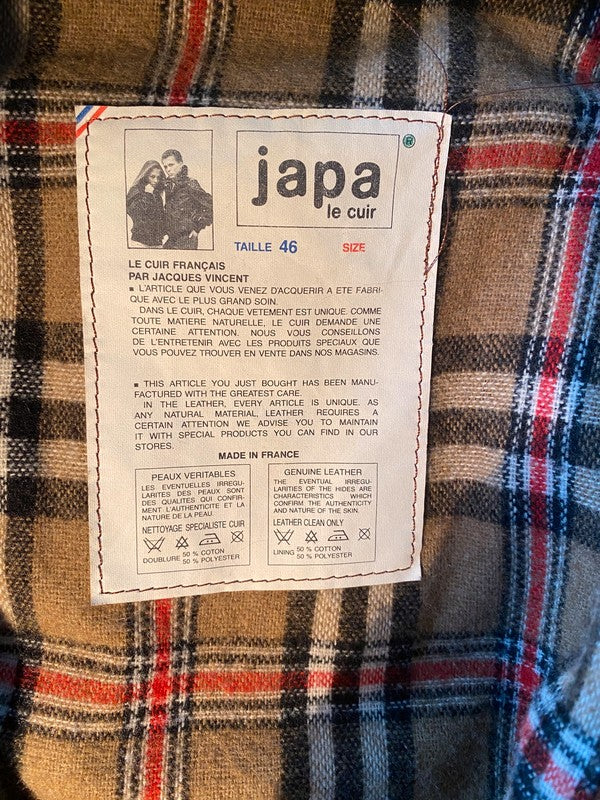 japa
®
le cuir
TAILLE 46 SIZE
LE CUIR FRANÇAIS
PAR JACQUES VINCENT
■ L'ARTICLE QUE VOUS VENEZ D'ACQUERIR A ETE FABRI-
QUE AVEC LE PLUS GRAND SOIN.
DANS LE CUIR, CHAQUE VETEMENT EST UNIQUE. COMME
TOUTE MATIERE NATURELLE, LE CUIR DEMANDE UNE
CERTAINE ATTENTION. NOUS VOUS CONSEILLONS
DE L'ENTRETENIR AVEC LES PRODUITS SPECIAUX QUE
VOUS POUVEZ TROUVER EN VENTE DANS NOS MAGASINS.
■ THIS ARTICLE YOU JUST BOUGHT HAS BEEN MANU-
FACTURED WITH THE GREATEST CARE.
IN THE LEATHER, EVERY ARTICLE IS UNIQUE. AS
ANY NATURAL MATERIAL, LEATHER REQUIRES A
CERTAIN ATTENTION WE ADVISE YOU TO MAINTAIN
IT WITH SPECIAL PRODUCTS YOU CAN FIND IN OUR
STORES.
MADE IN FRANCE
PEAUX VERITABLES
LES EVENTUELLES IRREGU-
LARITES DES PEAUX SONT
DES QUALITES QUI CONFIR-
MENT L'AUTHENTICITE ET LA
NATURE DE LA PEAU.
NETTOYAGE SPECIALISTE CUIR
DOUBLURE 50 % COTTON
50 % POLYESTER
GENUINE LEATHER
THE EVENTUAL IRREGU-
LARITIES OF THE HIDES ARE
CHARACTERISTICS WHICH
CONFIRM THE AUTHENTICITY
AND NATURE OF THE SKIN.
LEATHER CLEAN ONLY
LINING 50 % COTTON
50 % POLYESTER